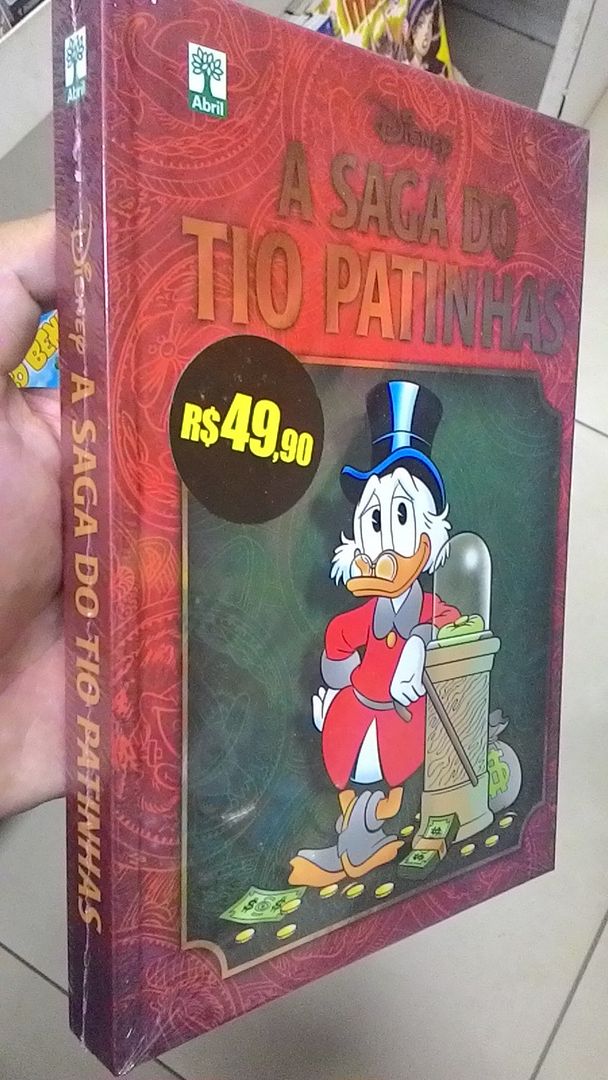 Abril
Disney
A SAGA DO
TIO PATINHAS
R$49,90
Abril
Disney A SAGA DO TIO PATINHAS